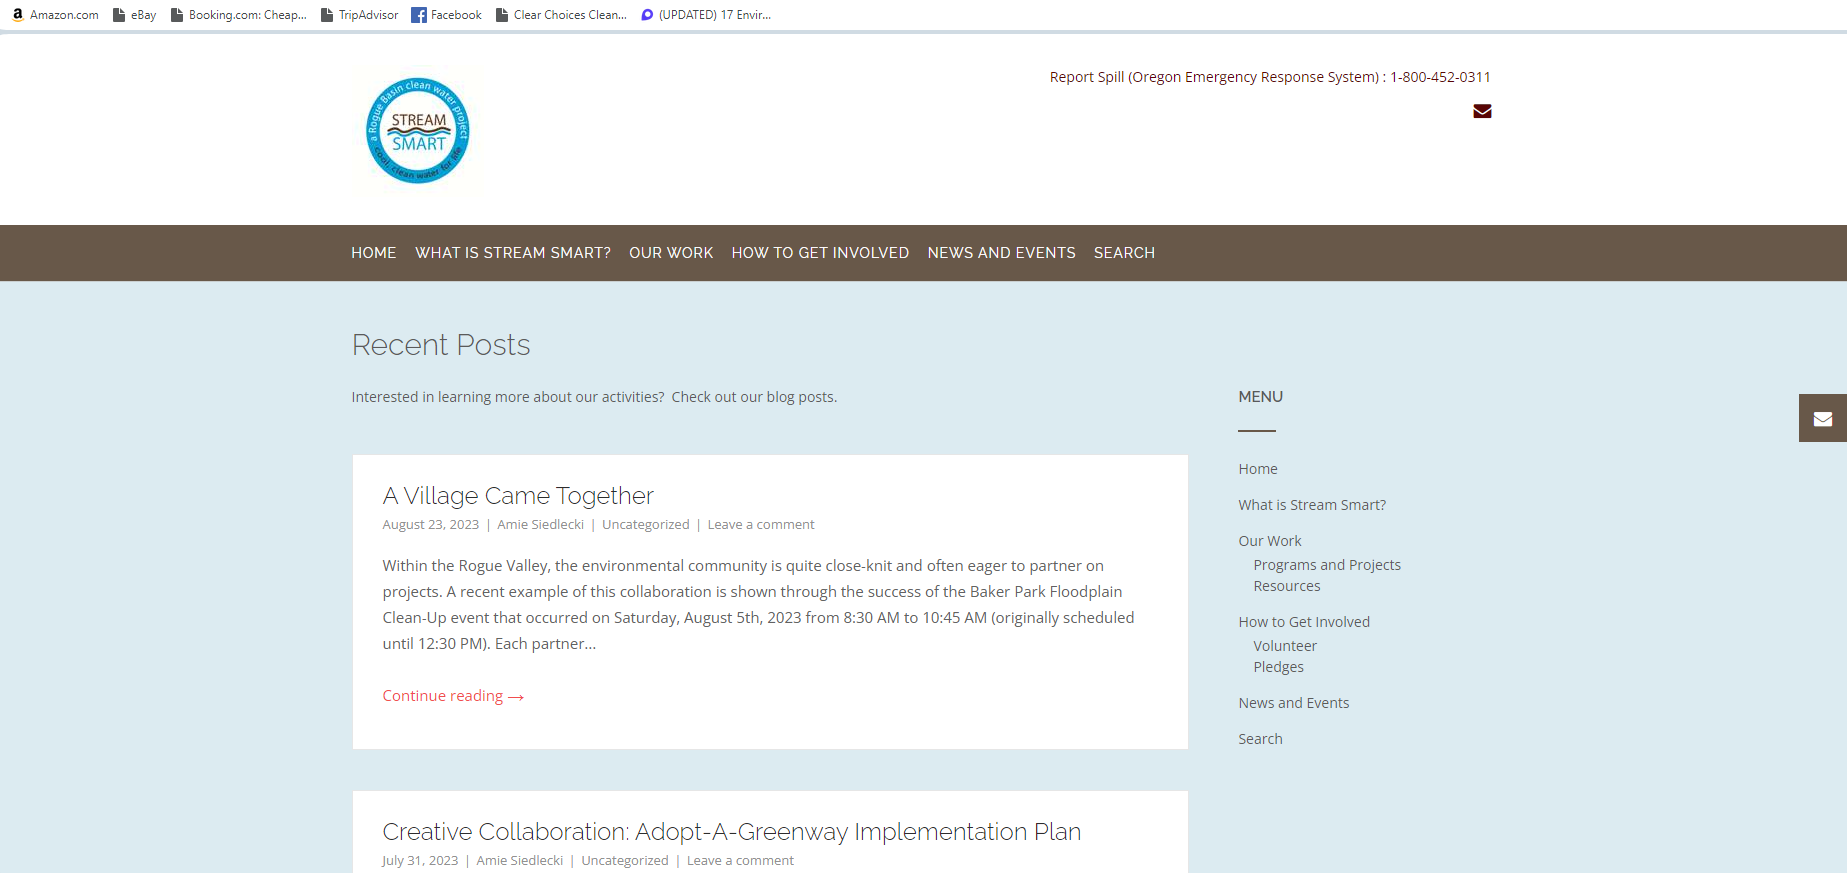 Amazon.com eBay Booking.com: Cheap... TripAdvisor Facebook Clear Choices Clean... (UPDATED) 17 Envir...
Report Spill (Oregon Emergency Response System) : 1-800-452-0311
a Rogue Basin clean water project
STREAM
SMART
cool, clean water for life
HOME WHAT IS STREAM SMART? OUR WORK HOW TO GET INVOLVED NEWS AND EVENTS SEARCH
Recent Posts
Interested in learning more about our activities?  Check out our blog posts.
A Village Came Together
August 23, 2023 | Amie Siedlecki | Uncategorized | Leave a comment
Within the Rogue Valley, the environmental community is quite close-knit and often eager to partner on
projects. A recent example of this collaboration is shown through the success of the Baker Park Floodplain
Clean-Up event that occurred on Saturday, August 5th, 2023 from 8:30 AM to 10:45 AM (originally scheduled
until 12:30 PM). Each partner...
Continue reading →
Creative Collaboration: Adopt-A-Greenway Implementation Plan
July 31, 2023 | Amie Siedlecki | Uncategorized | Leave a comment
MENU
Home
What is Stream Smart?
Our Work
Programs and Projects
Resources
How to Get Involved
Volunteer
Pledges
News and Events
Search